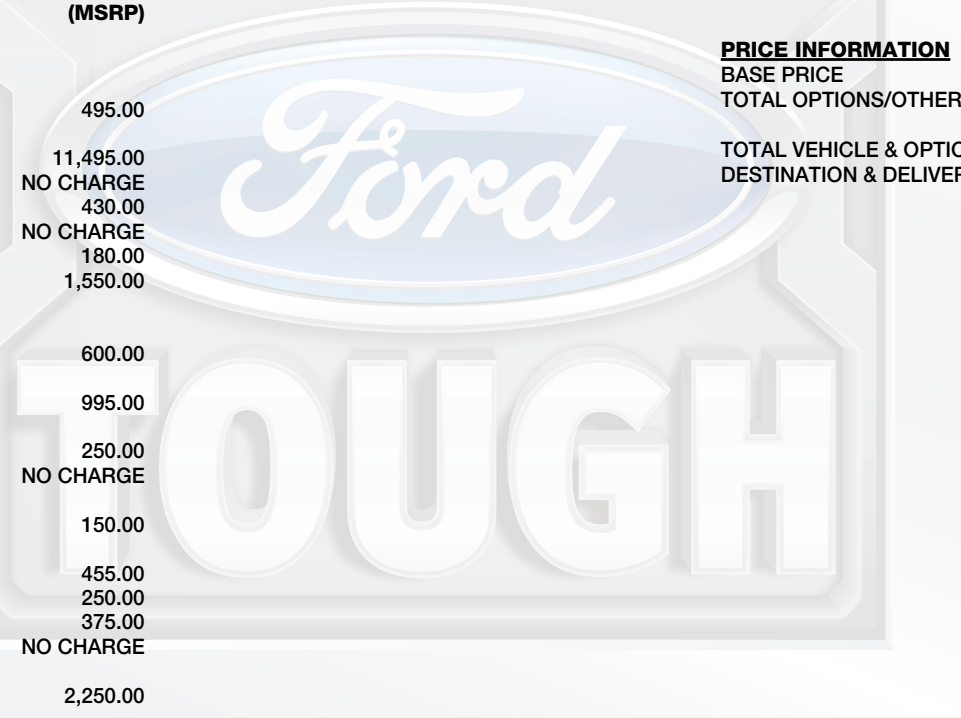 (MSRP)
495.00
11,495.00
NO CHARGE
430.00
NO CHARGE
180.00
1,550.00
600.00
995.00
250.00
NO CHARGE
150.00
455.00
250.00
375.00
NO CHARGE
2,250.00
PRICE INFORMATION
BASE PRICE
TOTAL OPTIONS/OTHER
TOTAL VEHICLE & OPTIO
DESTINATION & DELIVER
Ford
TOUGH